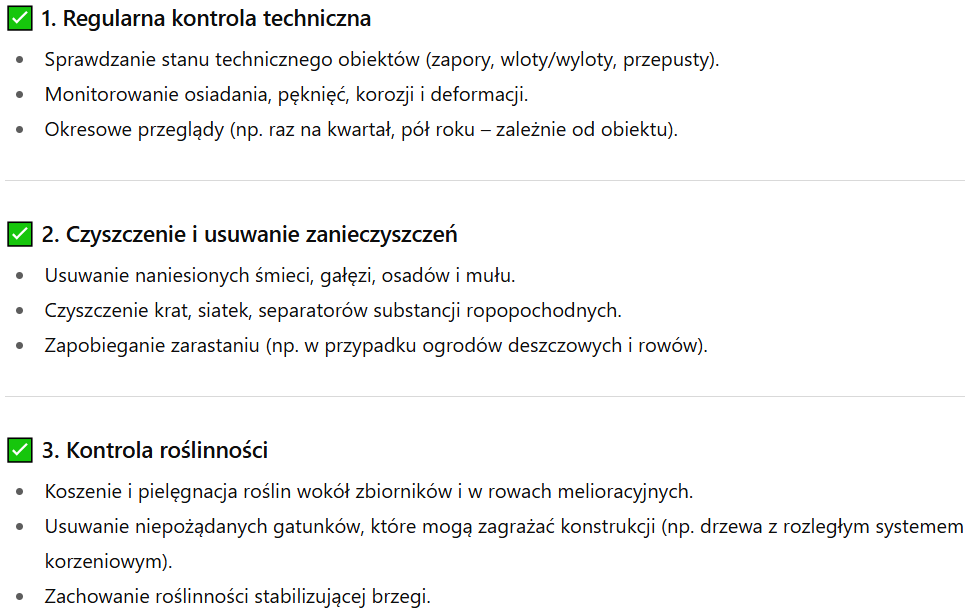 ✅ 1. Regularna kontrola techniczna
• Sprawdzanie stanu technicznego obiektów (zapory, wloty/wyloty, przepusty).
• Monitorowanie osiadania, pęknięć, korozji i deformacji.
• Okresowe przeglądy (np. raz na kwartał, pół roku – zależnie od obiektu).
✅ 2. Czyszczenie i usuwanie zanieczyszczeń
• Usuwanie naniesionych śmieci, gałęzi, osadów i mułu.
• Czyszczenie krat, siatek, separatorów substancji ropopochodnych.
• Zapobieganie zarastaniu (np. w przypadku ogrodów deszczowych i rowów).
✅ 3. Kontrola roślinności
• Koszenie i pielęgnacja roślin wokół zbiorników i w rowach melioracyjnych.
• Usuwanie niepożądanych gatunków, które mogą zagrażać konstrukcji (np. drzewa z rozległym systemem
korzeniowym).
• Zachowanie roślinności stabilizującej brzegi.